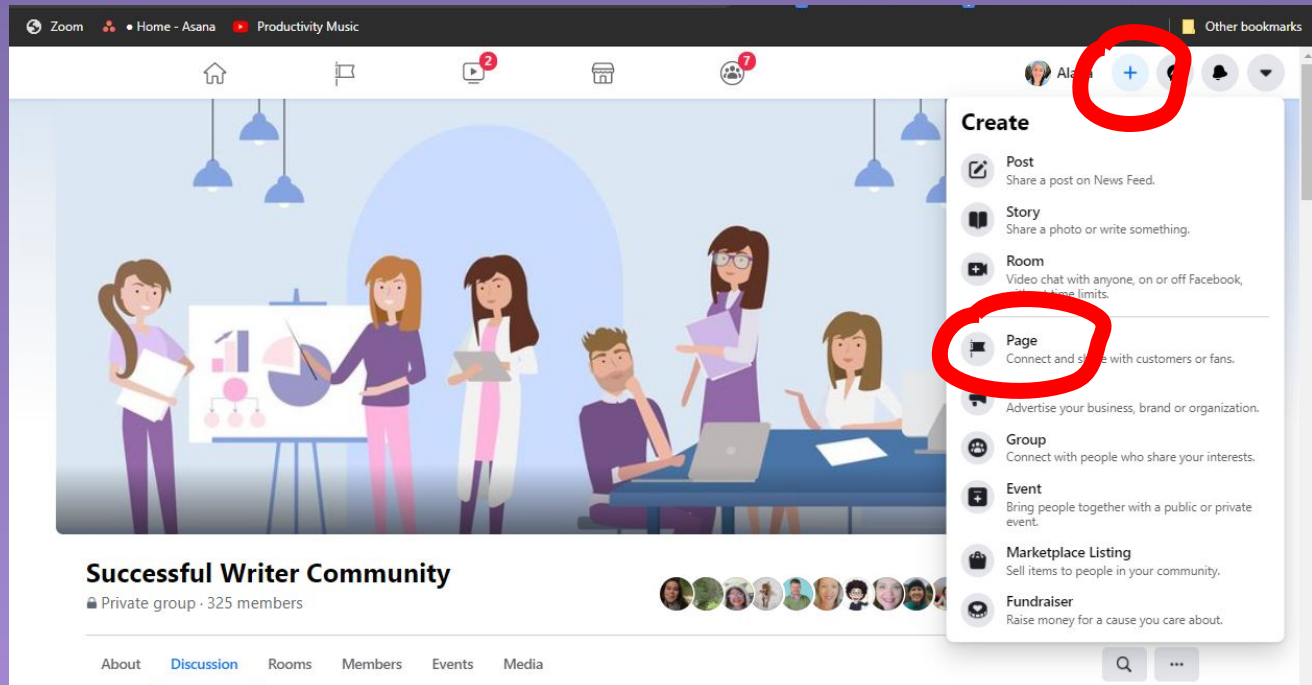 Zoom • Home - Asana Productivity Music Other bookmarks
2 7
Create
Post
Share a post on News Feed.
Story
Share a photo or write something.
Room
Video chat with anyone, on or off Facebook,
time limits.
Page
Connect and with customers or fans.
Advertise your business, brand or organization.
Group
Connect with people who share your interests.
Event
Bring people together with a public or private
event.
Marketplace Listing
Sell items to people in your community.
Fundraiser
Raise money for a cause you care about.
Successful Writer Community
Private group · 325 members
About Discussion Rooms Members Events Media